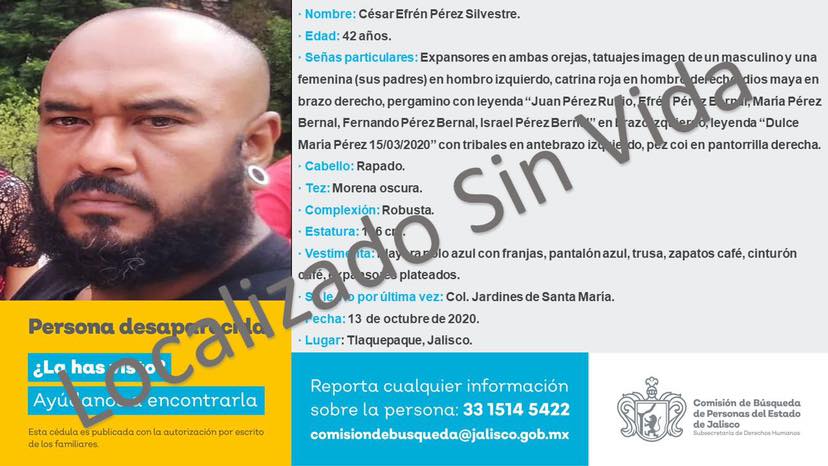 · Nombre: César Efrén Pérez Silvestre.
· Edad: 42 años.
· Señas particulares: Expansores en ambas orejas, tatuajes imagen de un masculino y una
femenina (sus padres) en hombro izquierdo, catrina roja en hombro derecho, dios maya en
brazo derecho, pergamino con leyenda “Juan Pérez Rubio, Efrén Pérez Bernal, María Pérez
Bernal, Fernando Pérez Bernal, Israel Pérez Bernal” en brazo izquierdo, leyenda “Dulce
María Pérez 15/03/2020” con tribales en antebrazo izquierdo, pez coi en pantorrilla derecha.
· Cabello: Rapado.
· Tez: Morena oscura.
· Complexión: Robusta.
· Estatura: cm.
· Vestimenta: Playera polo azul con franjas, pantalón azul, trusa, zapatos café, cinturón
café, expansores plateados.
· Se le vio por última vez: Col. Jardines de Santa María.
· Fecha: 13 de octubre de 2020.
· Lugar: Tlaquepaque, Jalisco.
Localizado Sin Vida
Persona desaparecida
¿La has visto?
Ayúdanos a encontrarla
Esta cédula es publicada con la autorización por escrito
de los familiares.
Reporta cualquier información
sobre la persona: 33 1514 5422
comisiondebusqueda@jalisco.gob.mx
Comisión de Búsqueda
de Personas del Estado
de Jalisco
Subsecretaría de Derechos Humanos